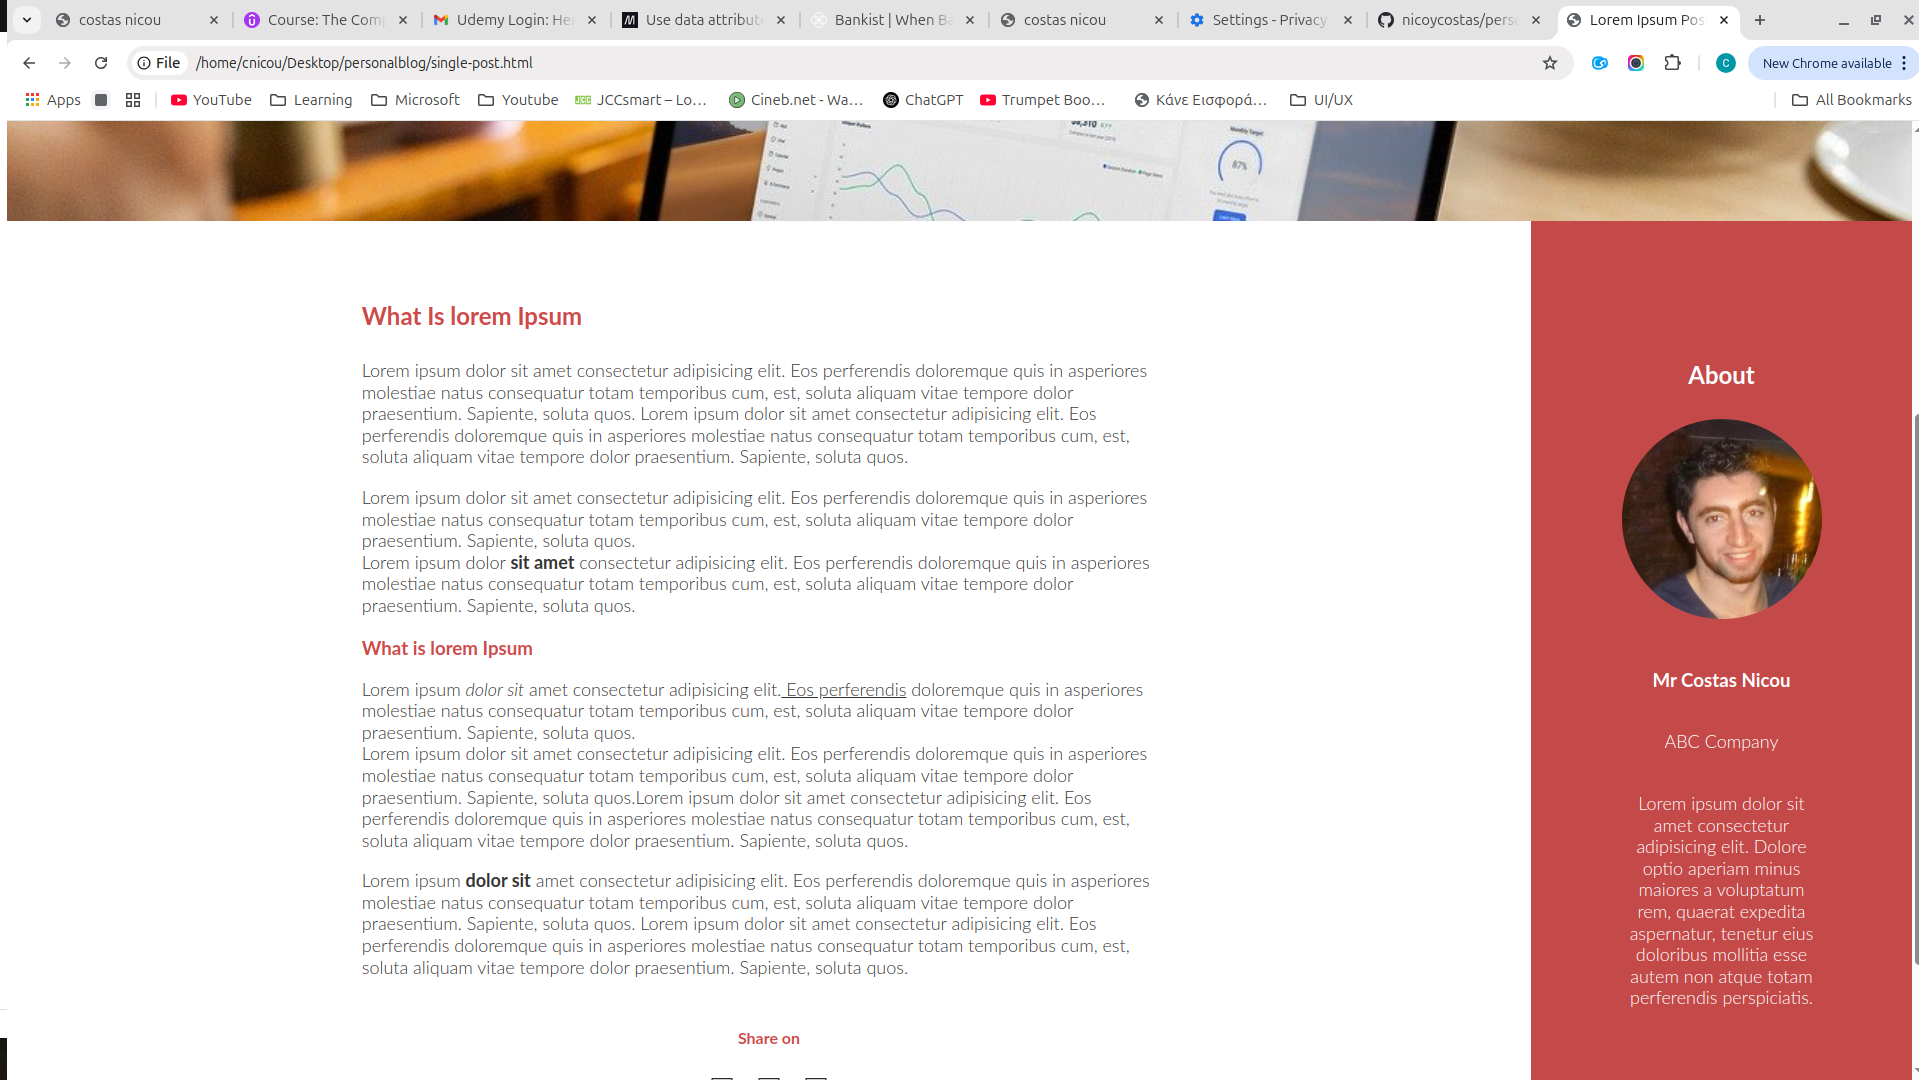 costas nicou
Course: The Com
Udemy Login: He
Use data attribut
Bankist | When Ba
costas nicou
Settings - Privacy
nicoycostas/pers
Lorem Ipsum Pos
File
/home/cnicou/Desktop/personalblog/single-post.html
C
New Chrome available
Apps
YouTube
Learning
Microsoft
Youtube
JCCsmart – Lo...
Cineb.net - Wa...
ChatGPT
Trumpet Boo...
Κάνε Εισφορά...
UI/UX
All Bookmarks
Monthly Target
87%
What Is lorem Ipsum
Lorem ipsum dolor sit amet consectetur adipisicing elit. Eos perferendis doloremque quis in asperiores
molestiae natus consequatur totam temporibus cum, est, soluta aliquam vitae tempore dolor
praesentium. Sapiente, soluta quos. Lorem ipsum dolor sit amet consectetur adipisicing elit. Eos
perferendis doloremque quis in asperiores molestiae natus consequatur totam temporibus cum, est,
soluta aliquam vitae tempore dolor praesentium. Sapiente, soluta quos.
Lorem ipsum dolor sit amet consectetur adipisicing elit. Eos perferendis doloremque quis in asperiores
molestiae natus consequatur totam temporibus cum, est, soluta aliquam vitae tempore dolor
praesentium. Sapiente, soluta quos.
Lorem ipsum dolor sit amet consectetur adipisicing elit. Eos perferendis doloremque quis in asperiores
molestiae natus consequatur totam temporibus cum, est, soluta aliquam vitae tempore dolor
praesentium. Sapiente, soluta quos.
What is lorem Ipsum
Lorem ipsum dolor sit amet consectetur adipisicing elit. Eos perferendis doloremque quis in asperiores
molestiae natus consequatur totam temporibus cum, est, soluta aliquam vitae tempore dolor
praesentium. Sapiente, soluta quos.
Lorem ipsum dolor sit amet consectetur adipisicing elit. Eos perferendis doloremque quis in asperiores
molestiae natus consequatur totam temporibus cum, est, soluta aliquam vitae tempore dolor
praesentium. Sapiente, soluta quos.Lorem ipsum dolor sit amet consectetur adipisicing elit. Eos
perferendis doloremque quis in asperiores molestiae natus consequatur totam temporibus cum, est,
soluta aliquam vitae tempore dolor praesentium. Sapiente, soluta quos.
Lorem ipsum dolor sit amet consectetur adipisicing elit. Eos perferendis doloremque quis in asperiores
molestiae natus consequatur totam temporibus cum, est, soluta aliquam vitae tempore dolor
praesentium. Sapiente, soluta quos. Lorem ipsum dolor sit amet consectetur adipisicing elit. Eos
perferendis doloremque quis in asperiores molestiae natus consequatur totam temporibus cum, est,
soluta aliquam vitae tempore dolor praesentium. Sapiente, soluta quos.
Share on
About
Mr Costas Nicou
ABC Company
Lorem ipsum dolor sit
amet consectetur
adipisicing elit. Dolore
optio aperiam minus
maiores a voluptatum
rem, quaerat expedita
aspernatur, tenetur eius
doloribus mollitia esse
autem non atque totam
perferendis perspiciatis.